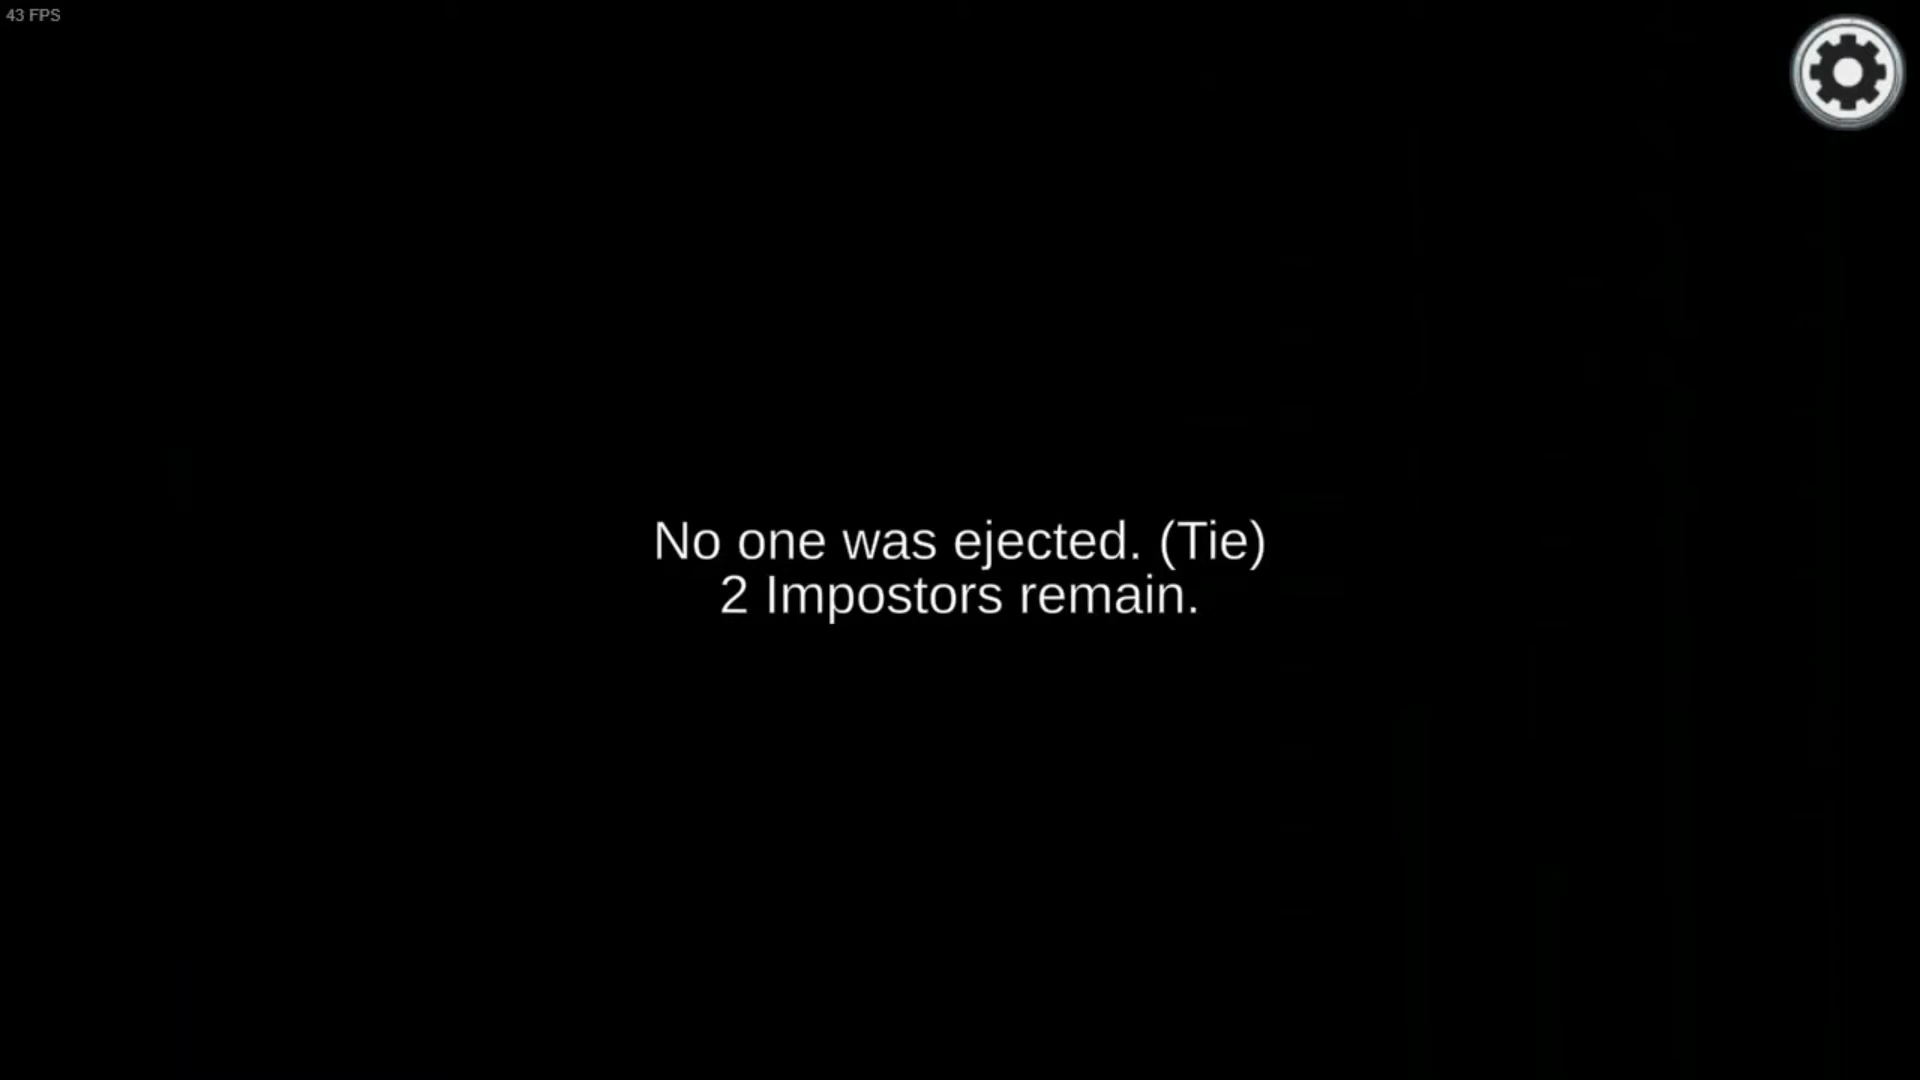 43 FPS
No one was ejected. (Tie)
2 Impostors remain.